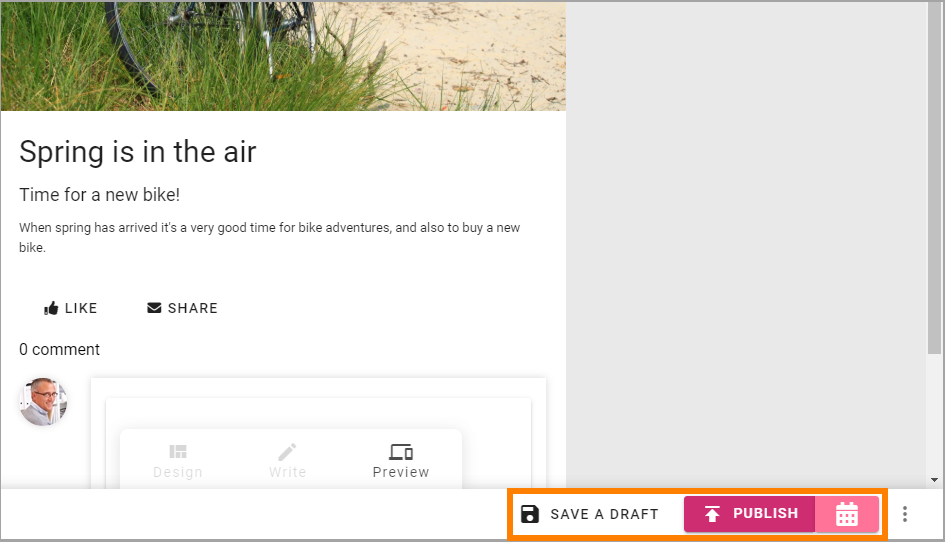 Spring is in the air
Time for a new bike!
When spring has arrived it's a very good time for bike adventures, and also to buy a new
bike.
LIKE SHARE
0 comment
Design Write Preview
SAVE A DRAFT PUBLISH